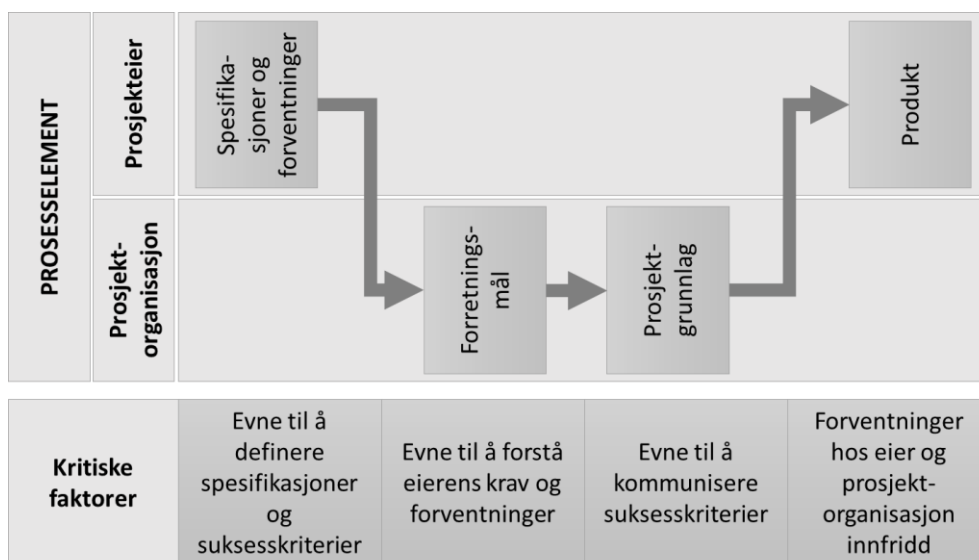 PROSESSELEMENT
Prosjekteier
Spesifika-
sjoner og
forventninger
Produkt
Prosjekt-
organisasjon
Forretnings-
mål
Prosjekt-
grunnlag
Kritiske
faktorer
Evne til å
definere
spesifikasjoner
og
suksesskriterier
Evne til å forstå
eierens krav og
forventninger
Evne til å
kommunisere
suksesskriterier
Forventninger
hos eier og
prosjekt-
organisasjon
innfridd